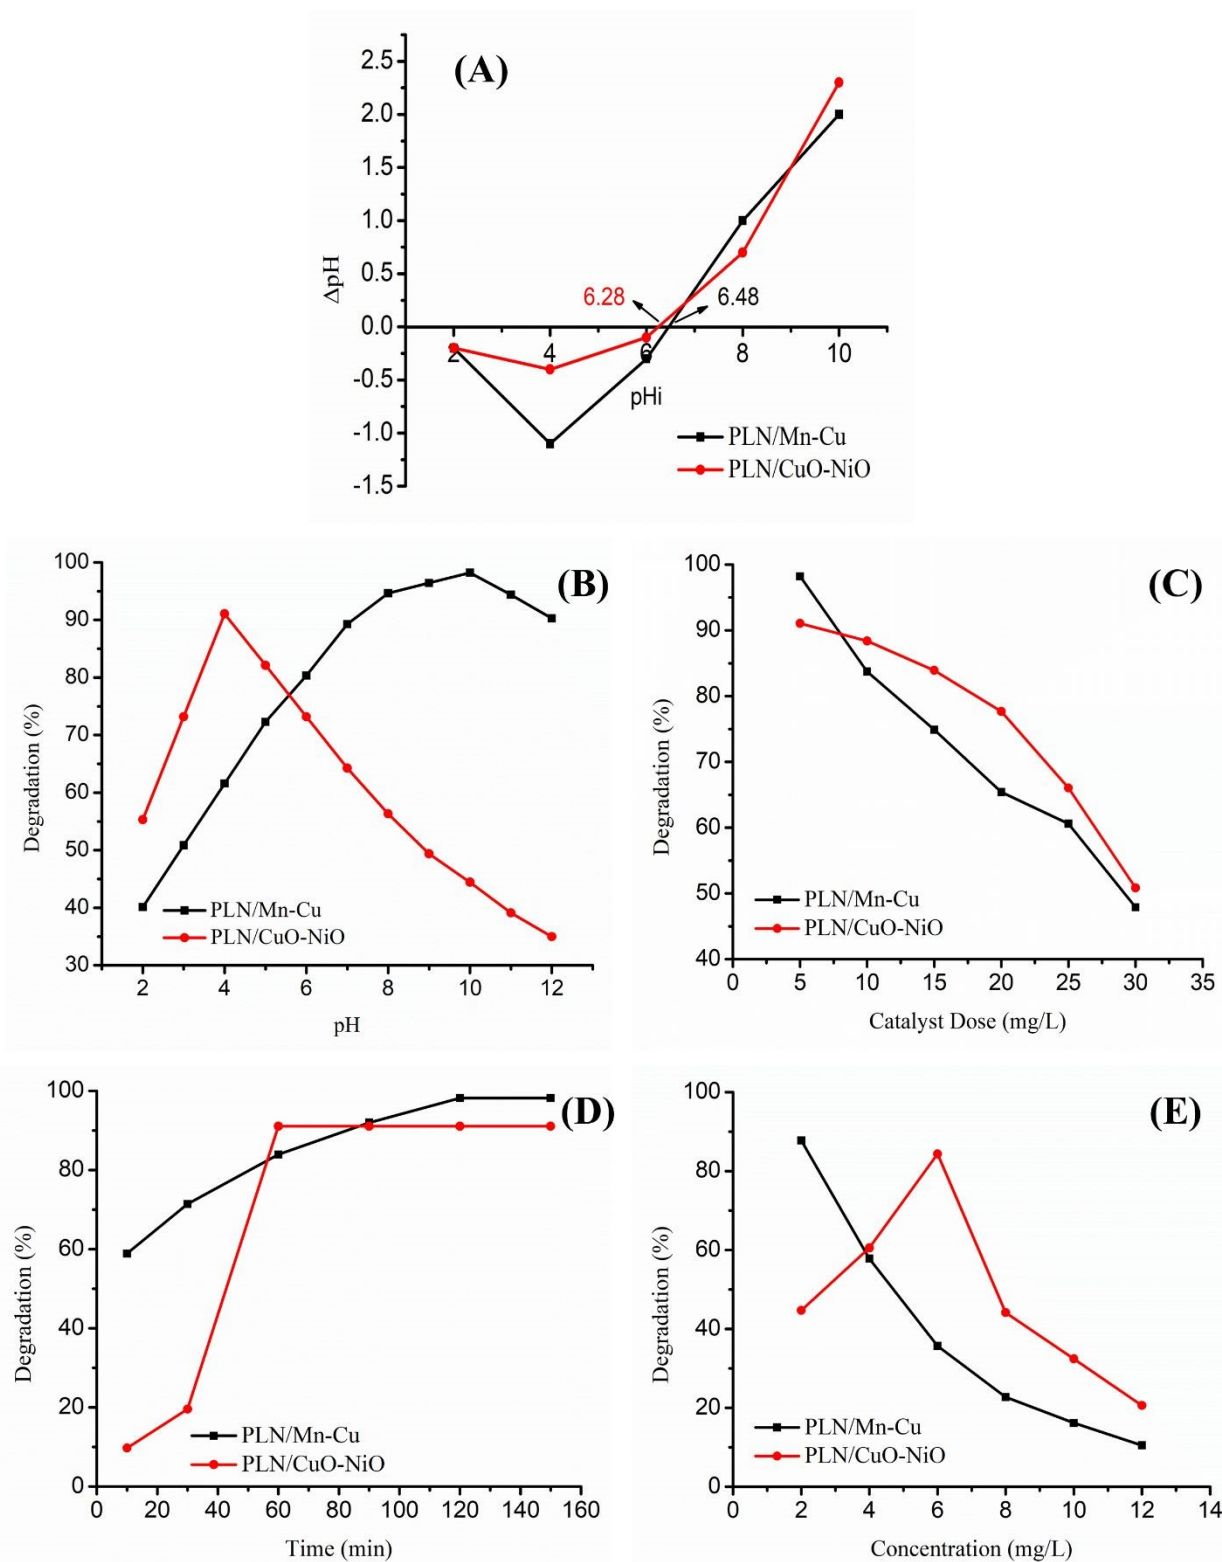 (A)
2.5
2.0
1.5
1.0
0.5
0.0
-0.5
-1.0
-1.5
ΔpH
6.28
6.48
2 4 6 8 10
pHi
PLN/Mn-Cu
PLN/CuO-NiO
(B)
100
90
80
70
60
50
40
30
Degradation (%)
PLN/Mn-Cu
PLN/CuO-NiO
2 4 6 8 10 12
pH
(C)
100
90
80
70
60
50
40
Degradation (%)
PLN/Mn-Cu
PLN/CuO-NiO
0 5 10 15 20 25 30 35
Catalyst Dose (mg/L)
(D)
100
80
60
40
20
0
Degradation (%)
PLN/Mn-Cu
PLN/CuO-NiO
0 20 40 60 80 100 120 140 160
Time (min)
(E)
100
80
60
40
20
0
Degradation (%)
PLN/Mn-Cu
PLN/CuO-NiO
0 2 4 6 8 10 12 14
Concentration (mg/L)